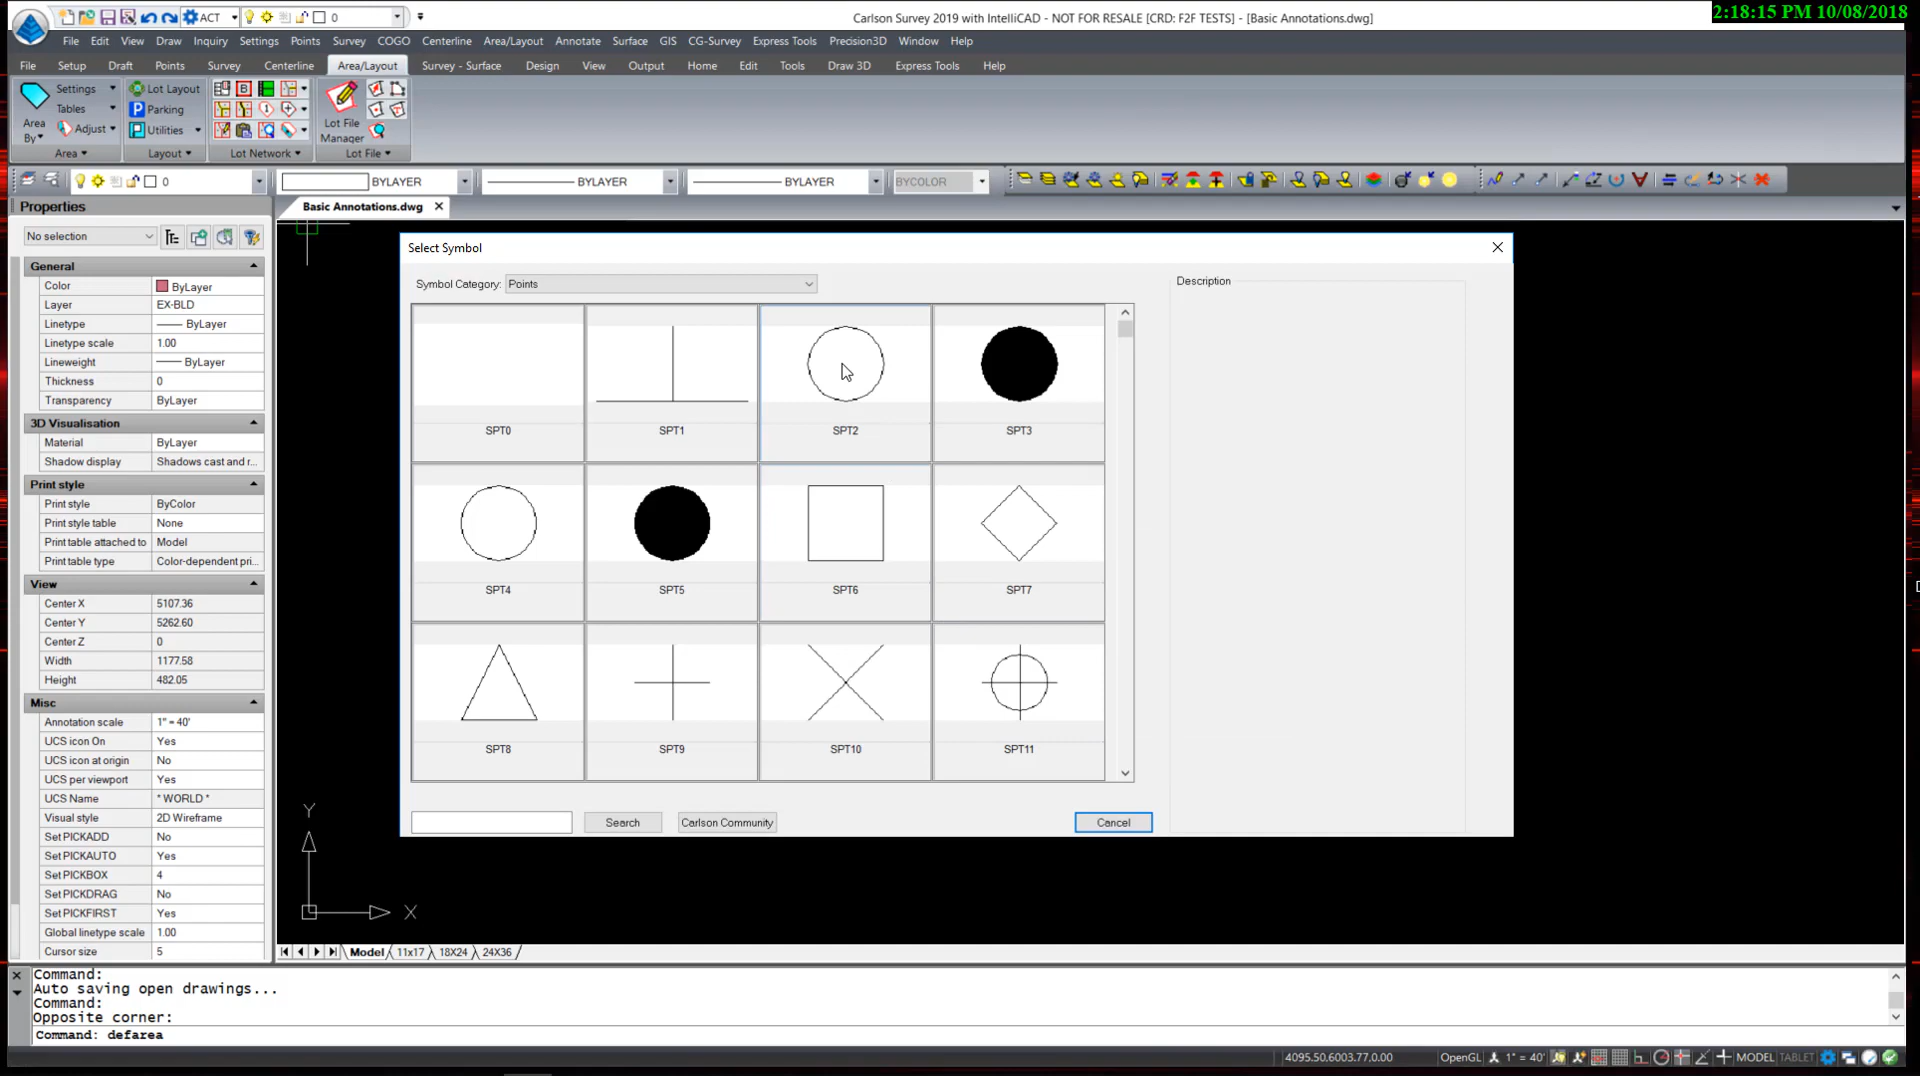 ACT
0
Carlson Survey 2019 with IntelliCAD - NOT FOR RESALE [CRD: F2F TESTS] - [Basic Annotations.dwg]
2:18:15 PM 10/08/2018
File Edit View Draw Inquiry Settings Points Survey COGO Centerline Area/Layout Annotate Surface GIS CG-Survey Express Tools Precision3D Window Help
File Setup Draft Points Survey Centerline Area/Layout Survey - Surface Design View Output Home Edit Tools Draw 3D Express Tools Help
Settings
Tables
Adjust
Area
By
Lot Layout
Parking
Utilities
B
Lot File
Manager
Area Layout Lot Network Lot File
0 BYLAYER BYLAYER BYLAYER BYCOLOR
Properties
Basic Annotations.dwg
No selection
General
Color ByLayer
Layer EX-BLD
Linetype ByLayer
Linetype scale 1.00
Lineweight ByLayer
Thickness 0
Transparency ByLayer
3D Visualisation
Material ByLayer
Shadow display Shadows cast and r...
Print style
Print style ByColor
Print style table None
Print table attached to Model
Print table type Color-dependent pri...
View
Center X 5107.36
Center Y 5262.60
Center Z 0
Width 1177.58
Height 482.05
Misc
Annotation scale 1" = 40'
UCS icon On Yes
UCS icon at origin No
UCS per viewport Yes
UCS Name * WORLD *
Visual style 2D Wireframe
Set PICKADD No
Set PICKAUTO Yes
Set PICKBOX 4
Set PICKDRAG No
Set PICKFIRST Yes
Global linetype scale 1.00
Cursor size 5
Select Symbol
Symbol Category: Points
Description
SPT0 SPT1 SPT2 SPT3
SPT4 SPT5 SPT6 SPT7
SPT8 SPT9 SPT10 SPT11
Search Carlson Community Cancel
Y
X
Model 11x17 18X24 24X36
Command:
Auto saving open drawings...
Command:
Opposite corner:
Command: defarea
4095.50,6003.77,0.00 OpenGL 1" = 40' MODEL TABLET